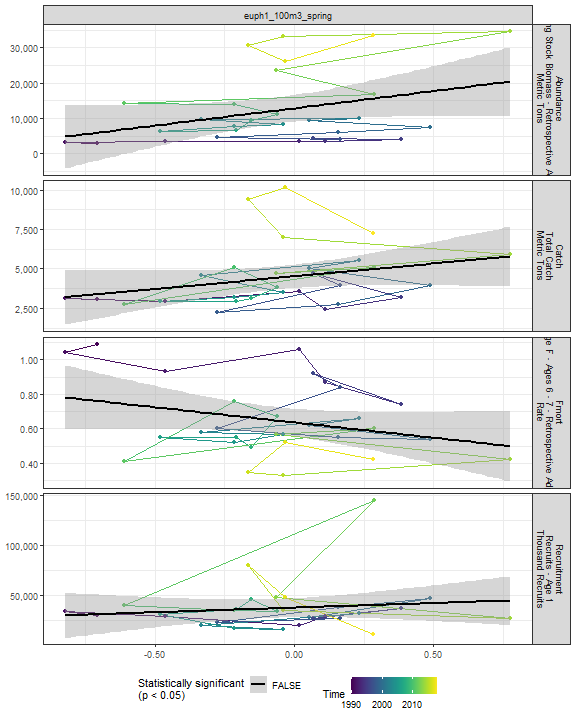 euph1_100m3_spring
30,000
20,000
10,000
0
Abundance
ng Stock Biomass - Retrospective A
Metric Tons
10,000
7,500
5,000
2,500
Catch
Total Catch
Metric Tons
1.00
0.80
0.60
0.40
Fmort
ge F - Ages 6 - 7 - Retrospective Ad
Rate
150,000
100,000
50,000
Recruitment
Recruits - Age 1
Thousand Recruits
-0.50
0.00
0.50
Statistically significant
(p < 0.05)
FALSE
Time
1990 2000 2010